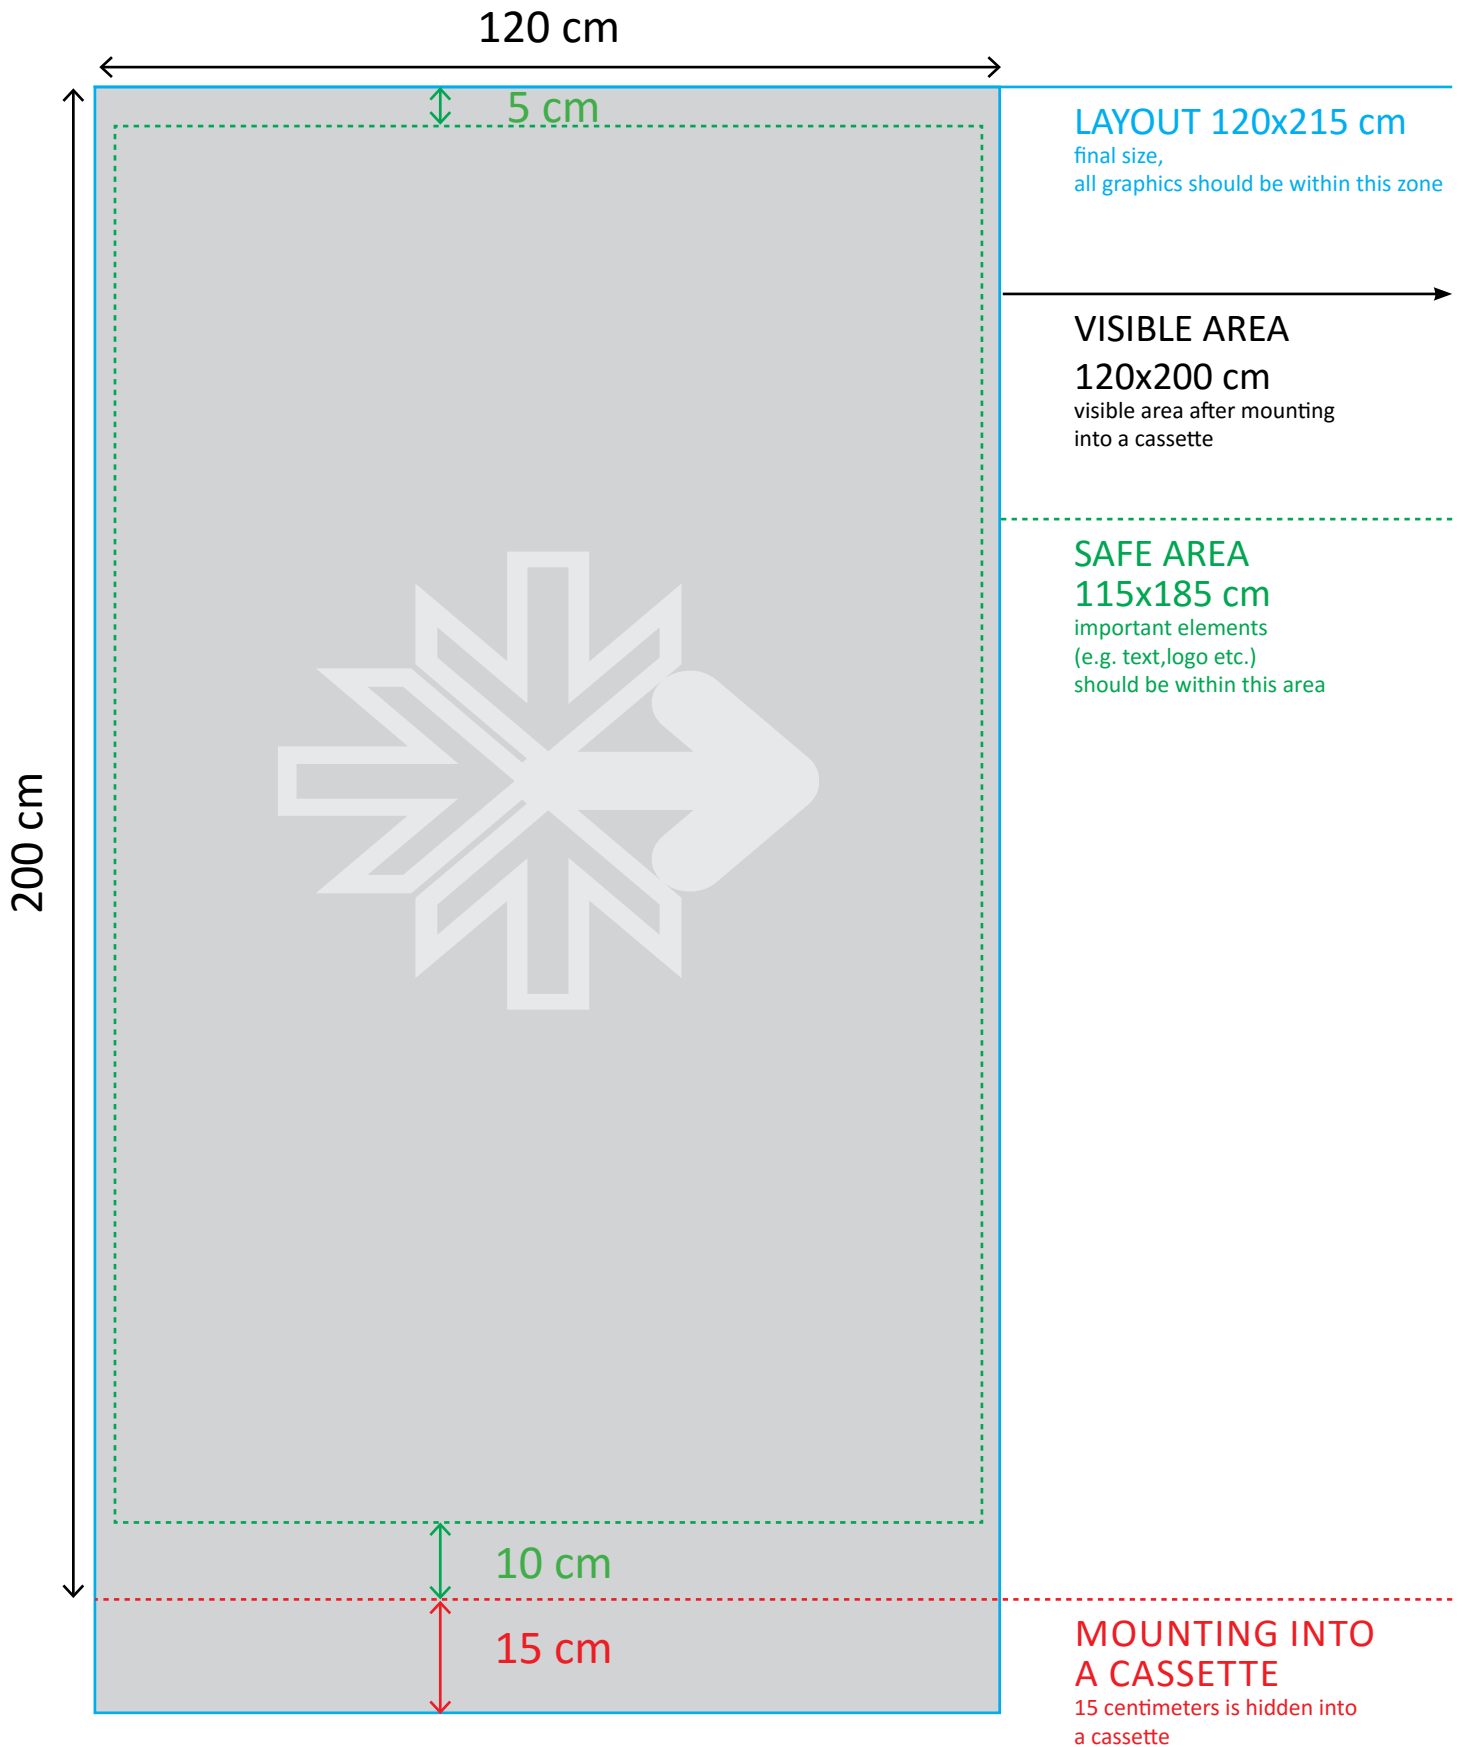 120 cm
5 cm
LAYOUT 120x215 cm
final size,
all graphics should be within this zone
VISIBLE AREA
120x200 cm
visible area after mounting
into a cassette
SAFE AREA
115x185 cm
important elements
(e.g. text,logo etc.)
should be within this area
200 cm
10 cm
15 cm
MOUNTING INTO
A CASSETTE
15 centimeters is hidden into
a cassette